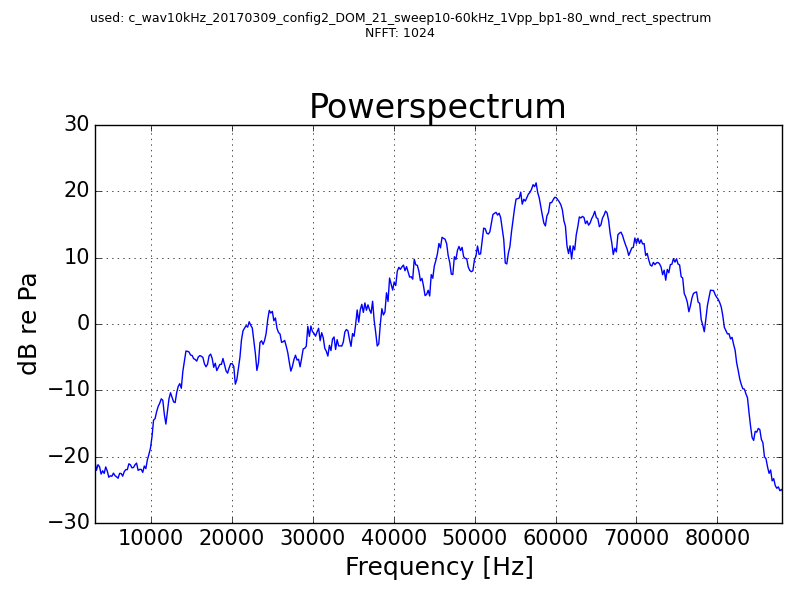 used: c_wav10kHz_20170309_config2_DOM_21_sweep10-60kHz_1Vpp_bp1-80_wnd_rect_spectrum
NFFT: 1024
Powerspectrum
30
20
10
0
−10
−20
−30
dB re Pa
10000 20000 30000 40000 50000 60000 70000 80000
Frequency [Hz]